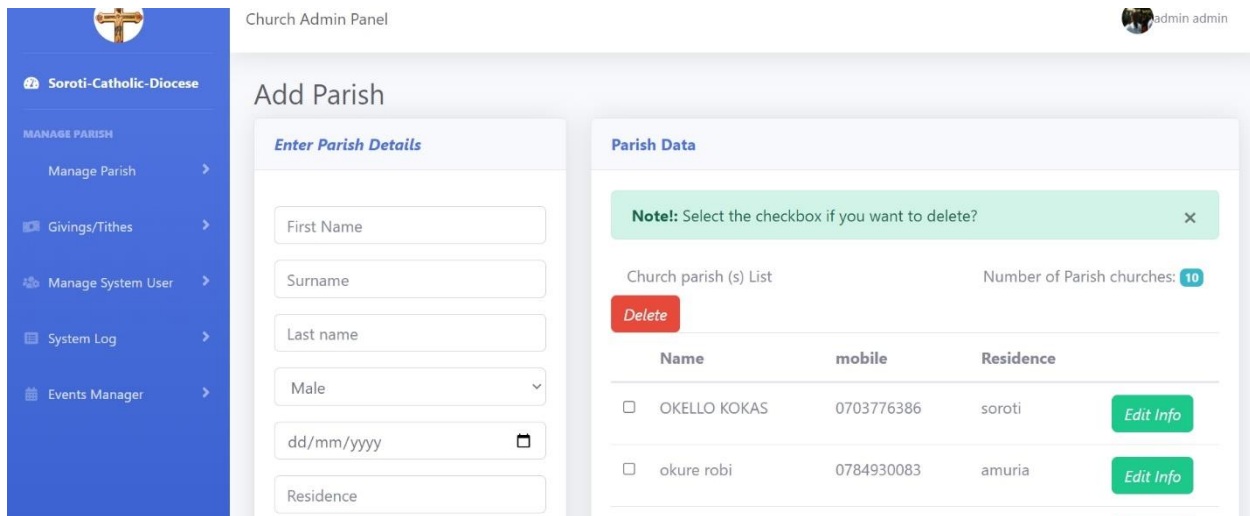 Church Admin Panel
admin admin
Soroti-Catholic-Diocese
MANAGE PARISH
Manage Parish
Givings/Tithes
Manage System User
System Log
Events Manager
Add Parish
Enter Parish Details
First Name
Surname
Last name
Male
dd/mm/yyyy
Residence
Parish Data
Note!: Select the checkbox if you want to delete?
×
Church parish (s) List
Number of Parish churches: 10
Delete
Name mobile Residence
OKELLO KOKAS 0703776386 soroti Edit Info
okure robi 0784930083 amuria Edit Info